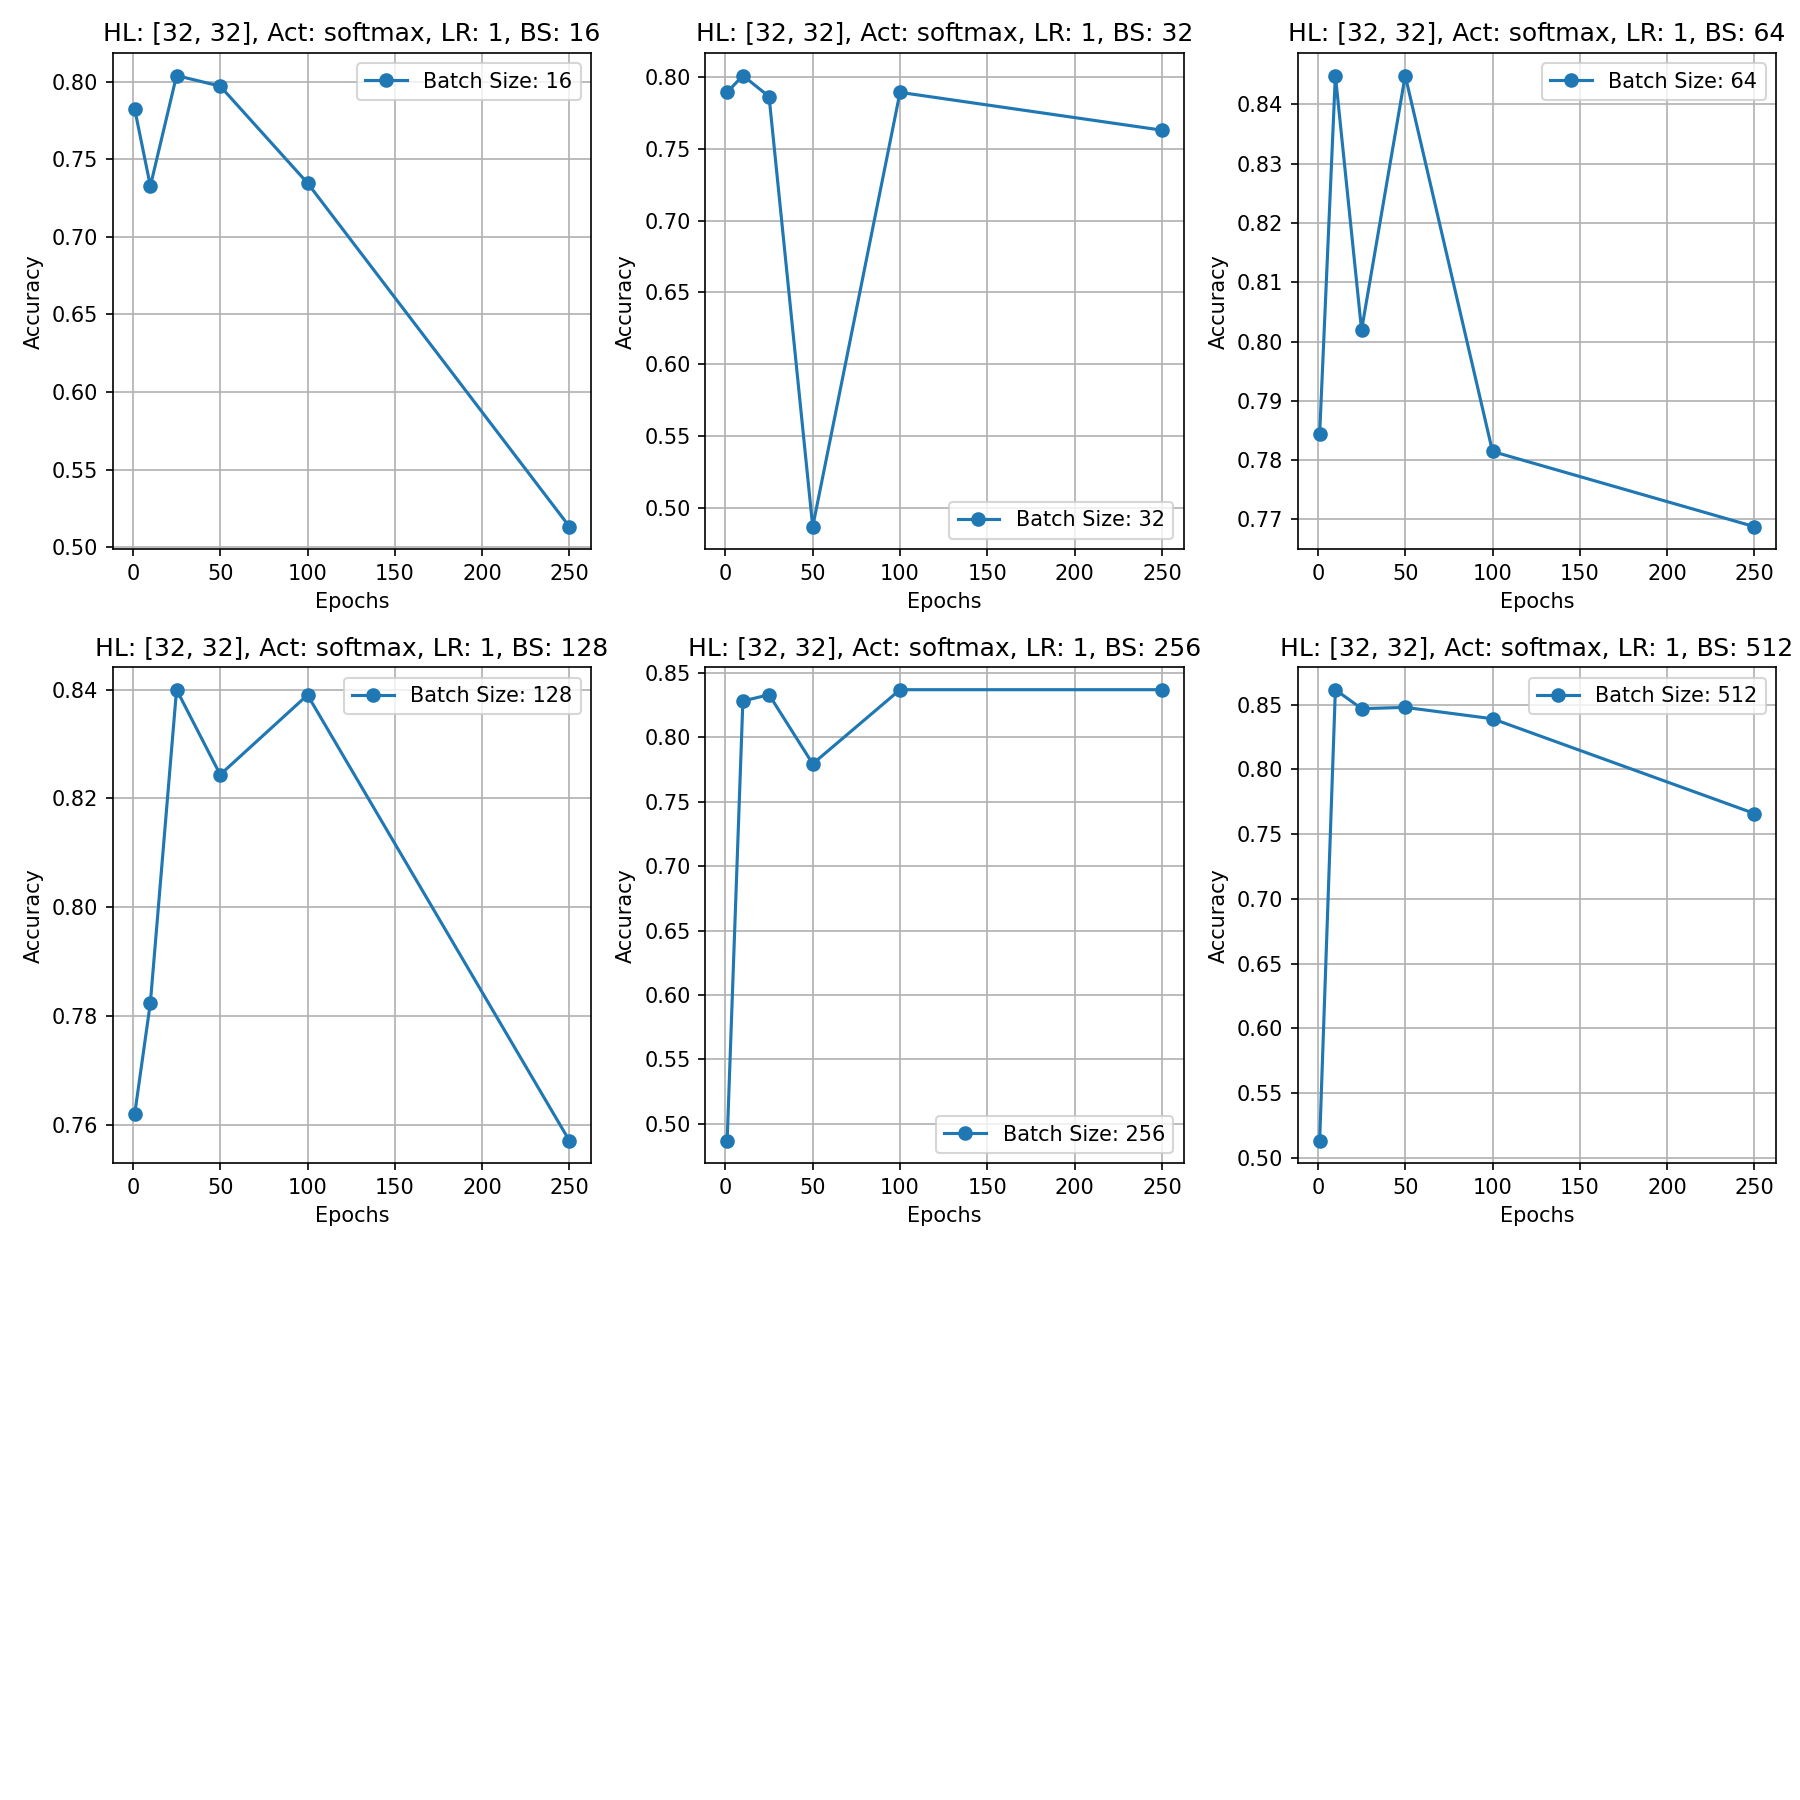 HL: [32, 32], Act: softmax, LR: 1, BS: 16
Batch Size: 16
Accuracy
0.80
0.75
0.70
0.65
0.60
0.55
0.50
0 50 100 150 200 250
Epochs
HL: [32, 32], Act: softmax, LR: 1, BS: 32
Accuracy
0.80
0.75
0.70
0.65
0.60
0.55
0.50
Batch Size: 32
0 50 100 150 200 250
Epochs
HL: [32, 32], Act: softmax, LR: 1, BS: 64
Batch Size: 64
Accuracy
0.84
0.83
0.82
0.81
0.80
0.79
0.78
0.77
0 50 100 150 200 250
Epochs
HL: [32, 32], Act: softmax, LR: 1, BS: 128
Batch Size: 128
Accuracy
0.84
0.82
0.80
0.78
0.76
0 50 100 150 200 250
Epochs
HL: [32, 32], Act: softmax, LR: 1, BS: 256
Accuracy
0.85
0.80
0.75
0.70
0.65
0.60
0.55
0.50
Batch Size: 256
0 50 100 150 200 250
Epochs
HL: [32, 32], Act: softmax, LR: 1, BS: 512
Batch Size: 512
Accuracy
0.85
0.80
0.75
0.70
0.65
0.60
0.55
0.50
0 50 100 150 200 250
Epochs